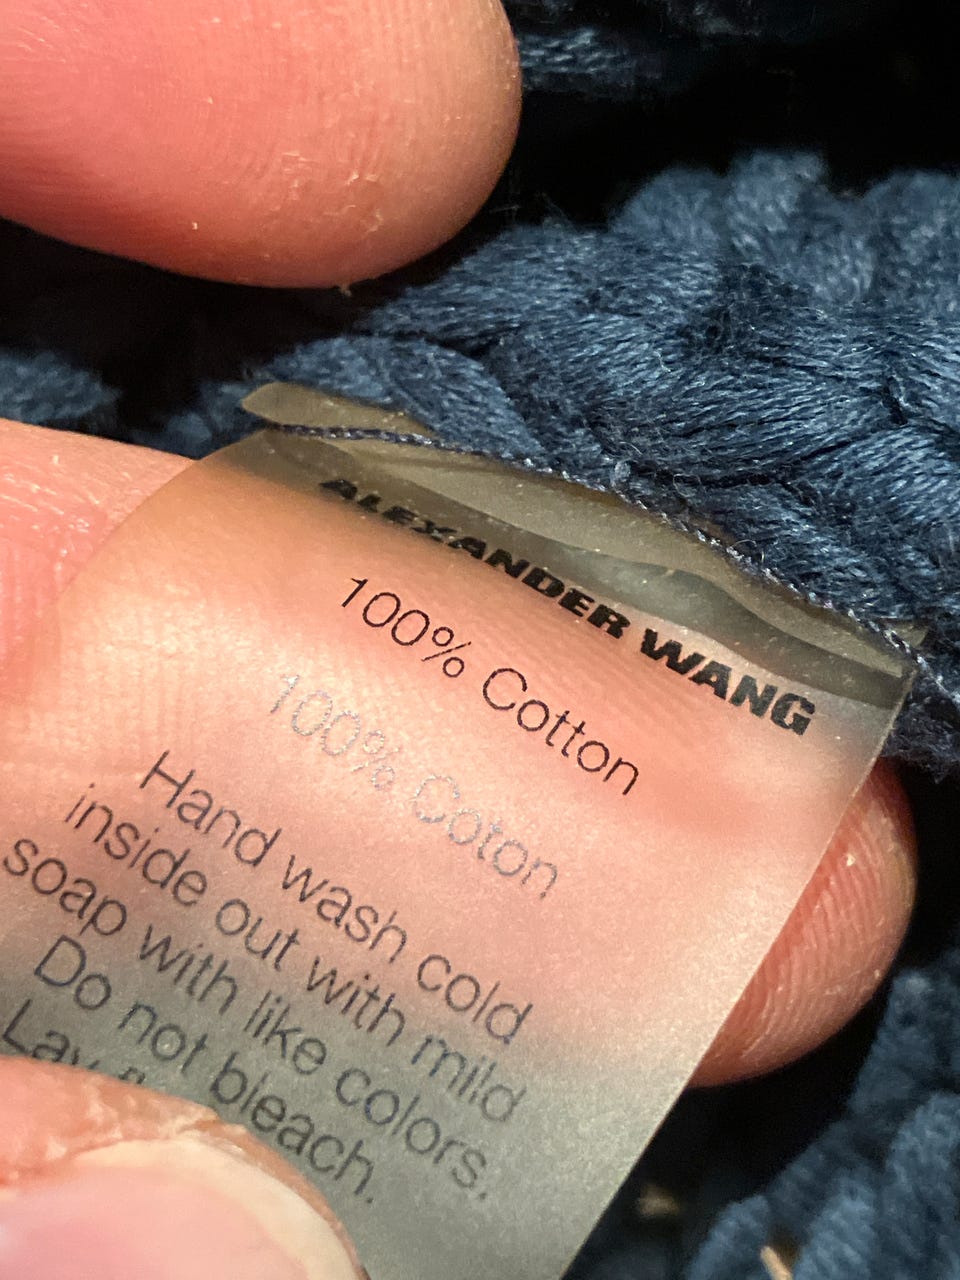 ALEXANDER WANG
100% Cotton
100% Coton
Hand wash cold
inside out with mild
soap with like colors.
Do not bleach.
Lay